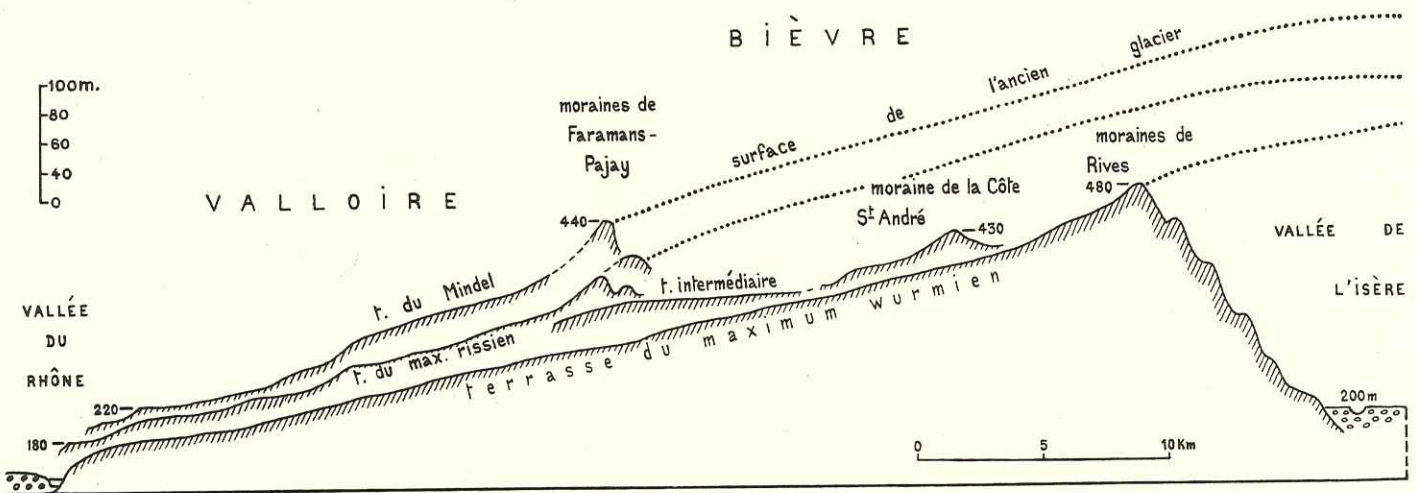 BIÈVRE
VALLOIRE
100m.
80
60
40
0
moraines de
Faramans-
Pajay
440
surface de l'ancien glacier
moraine de la Côte
St André
430
moraines de
Rives
480
VALLÉE DE
L'ISÈRE
200m
VALLÉE
DU
RHÔNE
220
180
t. du Mindel
t. du max. rissien
t. intermédiaire
terrasse du maximum wurmien
0 5 10 Km